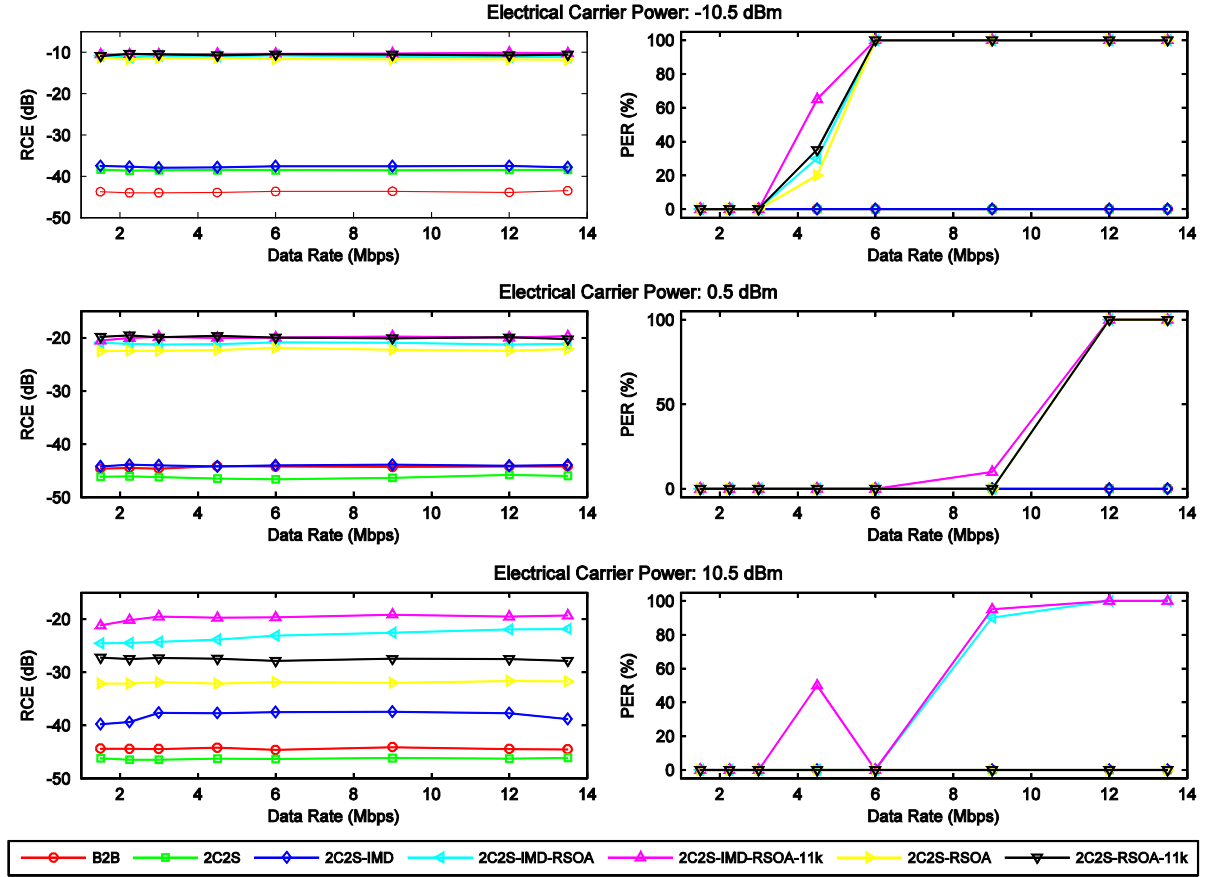 Electrical Carrier Power: -10.5 dBm
-10
-20
-30
-40
-50
RCE (dB)
2 4 6 8 10 12 14
Data Rate (Mbps)
100
80
60
40
20
0
PER (%)
2 4 6 8 10 12 14
Data Rate (Mbps)
Electrical Carrier Power: 0.5 dBm
-20
-30
-40
-50
RCE (dB)
2 4 6 8 10 12 14
Data Rate (Mbps)
100
50
0
PER (%)
2 4 6 8 10 12 14
Data Rate (Mbps)
Electrical Carrier Power: 10.5 dBm
-20
-30
-40
-50
RCE (dB)
2 4 6 8 10 12 14
Data Rate (Mbps)
100
80
60
40
20
0
PER (%)
2 4 6 8 10 12 14
Data Rate (Mbps)
B2B 2C2S 2C2S-IMD 2C2S-IMD-RSOA 2C2S-IMD-RSOA-11k 2C2S-RSOA 2C2S-RSOA-11k